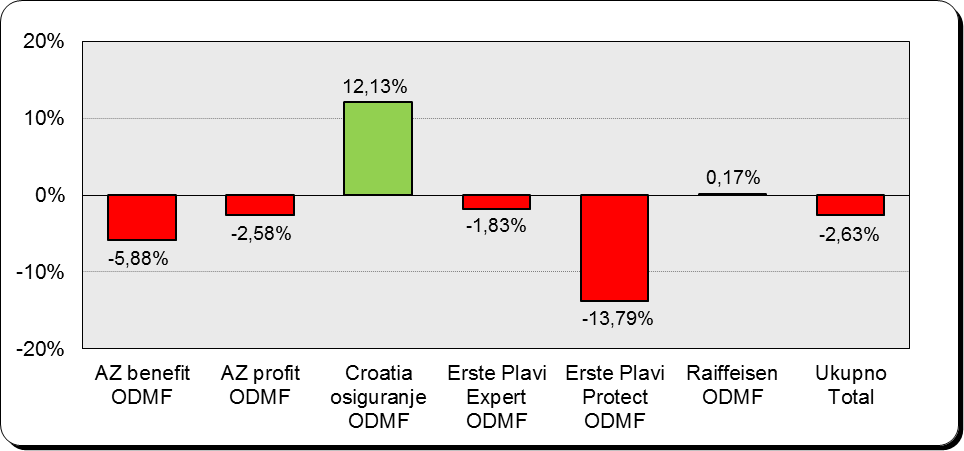 20%
10%
0%
-10%
-20%
-5,88%
-2,58%
12,13%
-1,83%
-13,79%
0,17%
-2,63%
AZ benefit
ODMF
AZ profit
ODMF
Croatia
osiguranje
ODMF
Erste Plavi
Expert
ODMF
Erste Plavi
Protect
ODMF
Raiffeisen
ODMF
Ukupno
Total